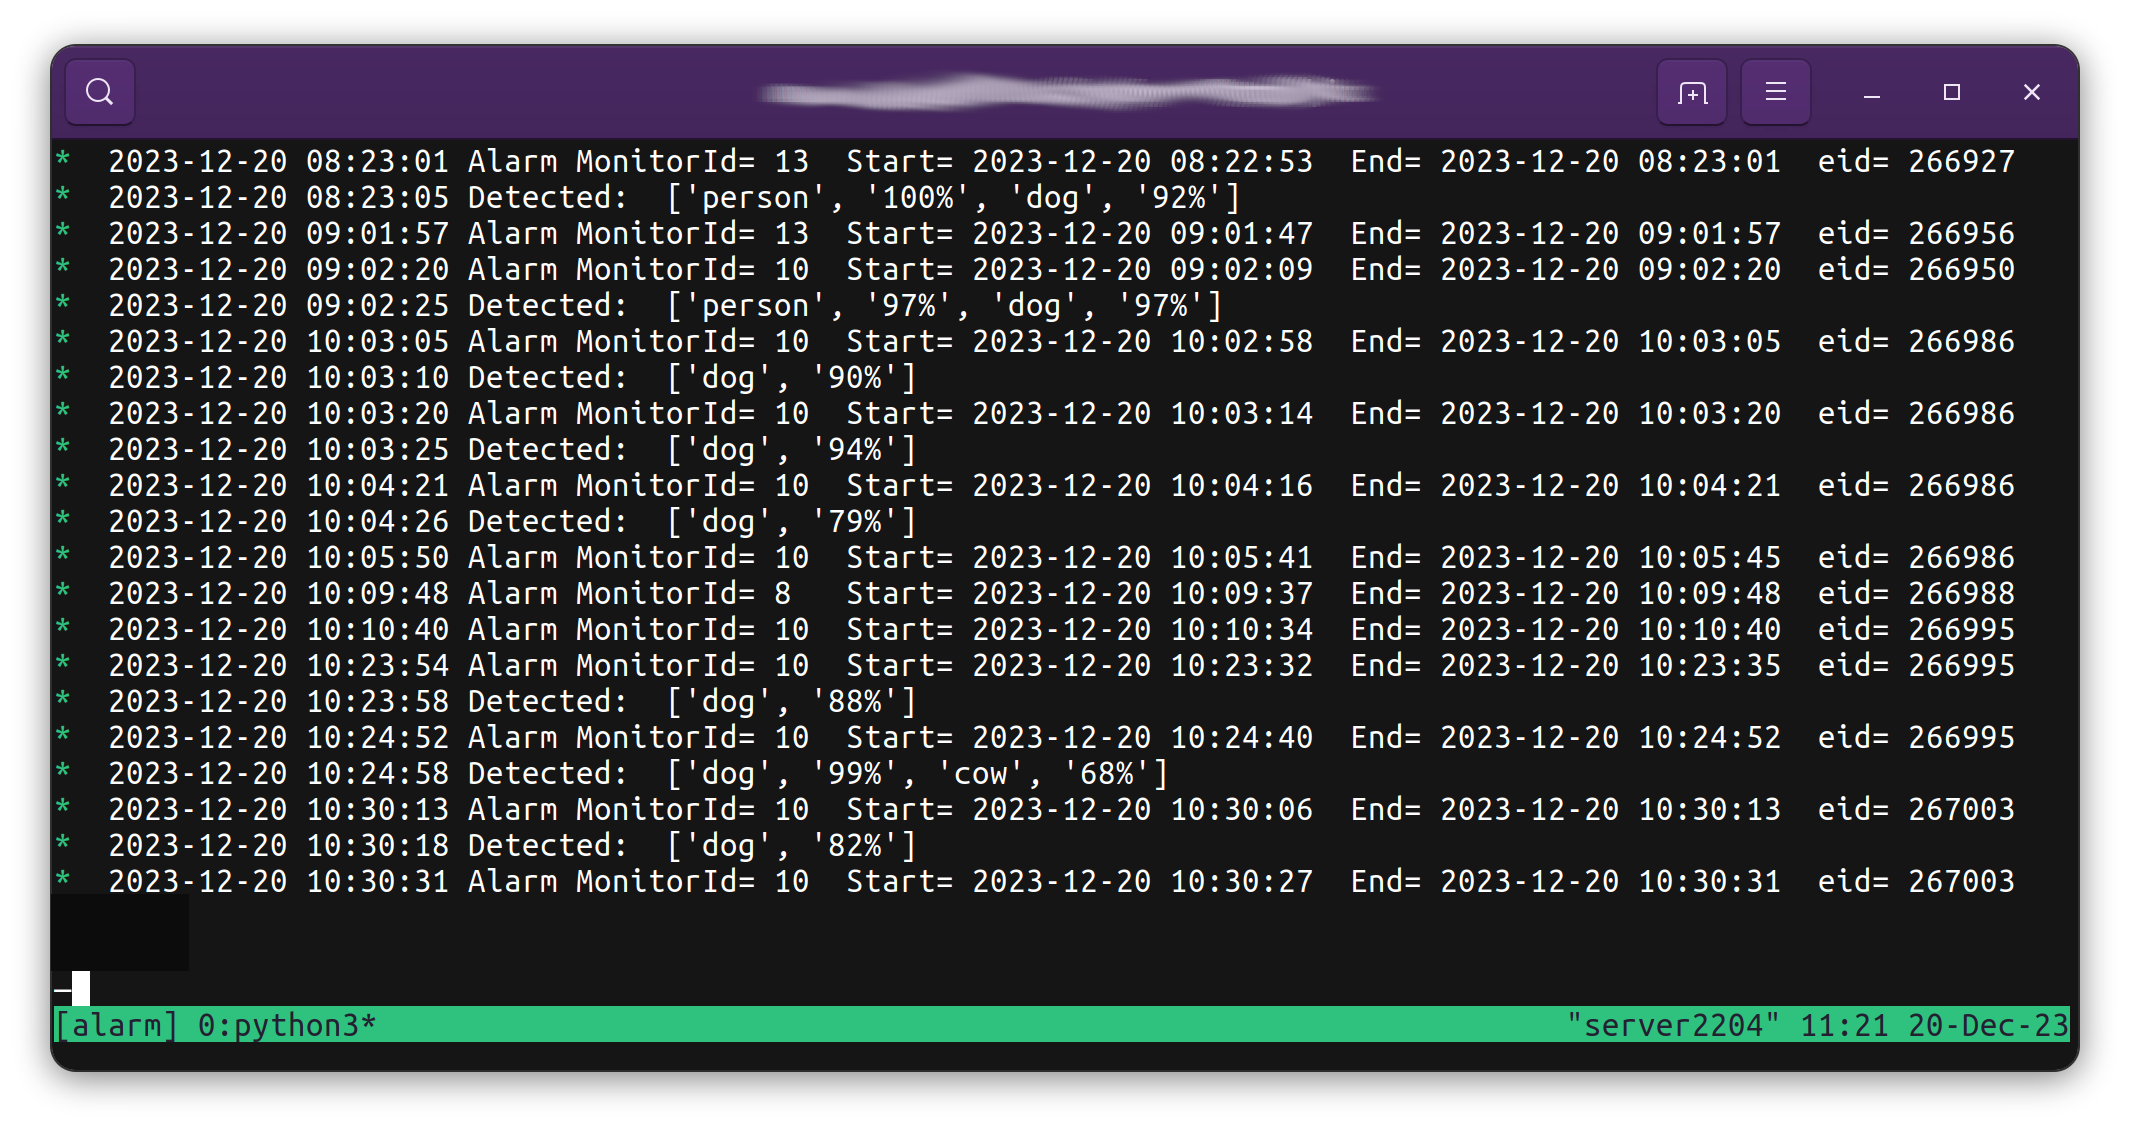 *  2023-12-20 08:23:01 Alarm MonitorId= 13  Start= 2023-12-20 08:22:53  End= 2023-12-20 08:23:01  eid= 266927
*  2023-12-20 08:23:05 Detected:  ['person', '100%', 'dog', '92%']
*  2023-12-20 09:01:57 Alarm MonitorId= 13  Start= 2023-12-20 09:01:47  End= 2023-12-20 09:01:57  eid= 266956
*  2023-12-20 09:02:20 Alarm MonitorId= 10  Start= 2023-12-20 09:02:09  End= 2023-12-20 09:02:20  eid= 266950
*  2023-12-20 09:02:25 Detected:  ['person', '97%', 'dog', '97%']
*  2023-12-20 10:03:05 Alarm MonitorId= 10  Start= 2023-12-20 10:02:58  End= 2023-12-20 10:03:05  eid= 266986
*  2023-12-20 10:03:10 Detected:  ['dog', '90%']
*  2023-12-20 10:03:20 Alarm MonitorId= 10  Start= 2023-12-20 10:03:14  End= 2023-12-20 10:03:20  eid= 266986
*  2023-12-20 10:03:25 Detected:  ['dog', '94%']
*  2023-12-20 10:04:21 Alarm MonitorId= 10  Start= 2023-12-20 10:04:16  End= 2023-12-20 10:04:21  eid= 266986
*  2023-12-20 10:04:26 Detected:  ['dog', '79%']
*  2023-12-20 10:05:50 Alarm MonitorId= 10  Start= 2023-12-20 10:05:41  End= 2023-12-20 10:05:45  eid= 266986
*  2023-12-20 10:09:48 Alarm MonitorId= 8   Start= 2023-12-20 10:09:37  End= 2023-12-20 10:09:48  eid= 266988
*  2023-12-20 10:10:40 Alarm MonitorId= 10  Start= 2023-12-20 10:10:34  End= 2023-12-20 10:10:40  eid= 266995
*  2023-12-20 10:23:54 Alarm MonitorId= 10  Start= 2023-12-20 10:23:32  End= 2023-12-20 10:23:35  eid= 266995
*  2023-12-20 10:23:58 Detected:  ['dog', '88%']
*  2023-12-20 10:24:52 Alarm MonitorId= 10  Start= 2023-12-20 10:24:40  End= 2023-12-20 10:24:52  eid= 266995
*  2023-12-20 10:24:58 Detected:  ['dog', '99%', 'cow', '68%']
*  2023-12-20 10:30:13 Alarm MonitorId= 10  Start= 2023-12-20 10:30:06  End= 2023-12-20 10:30:13  eid= 267003
*  2023-12-20 10:30:18 Detected:  ['dog', '82%']
*  2023-12-20 10:30:31 Alarm MonitorId= 10  Start= 2023-12-20 10:30:27  End= 2023-12-20 10:30:31  eid= 267003
–
[alarm] 0:python3* "server2204" 11:21 20-Dec-23